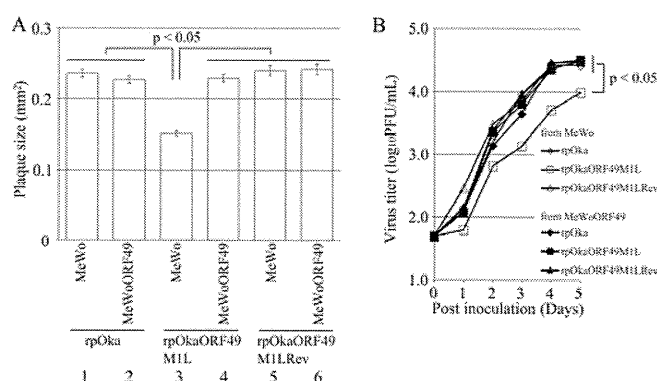 A
p < 0.05
Plaque size (mm²)
0.3
0.2
0.1
0
MeWo
MeWoORF49
MeWo
MeWoORF49
MeWo
MeWoORF49
rpOka
rpOkaORF49
M1L
rpOkaORF49
M1LRev
1 2 3 4 5 6
B
Virus titer (log₁₀PFU/mL)
5.0
4.0
3.0
2.0
1.0
p < 0.05
from MeWo
rpOka
rpOkaORF49M1L
rpOkaORF49M1LRev
from MeWoORF49
rpOka
rpOkaORF49M1L
rpOkaORF49M1LRev
0 1 2 3 4 5
Post inoculation (Days)